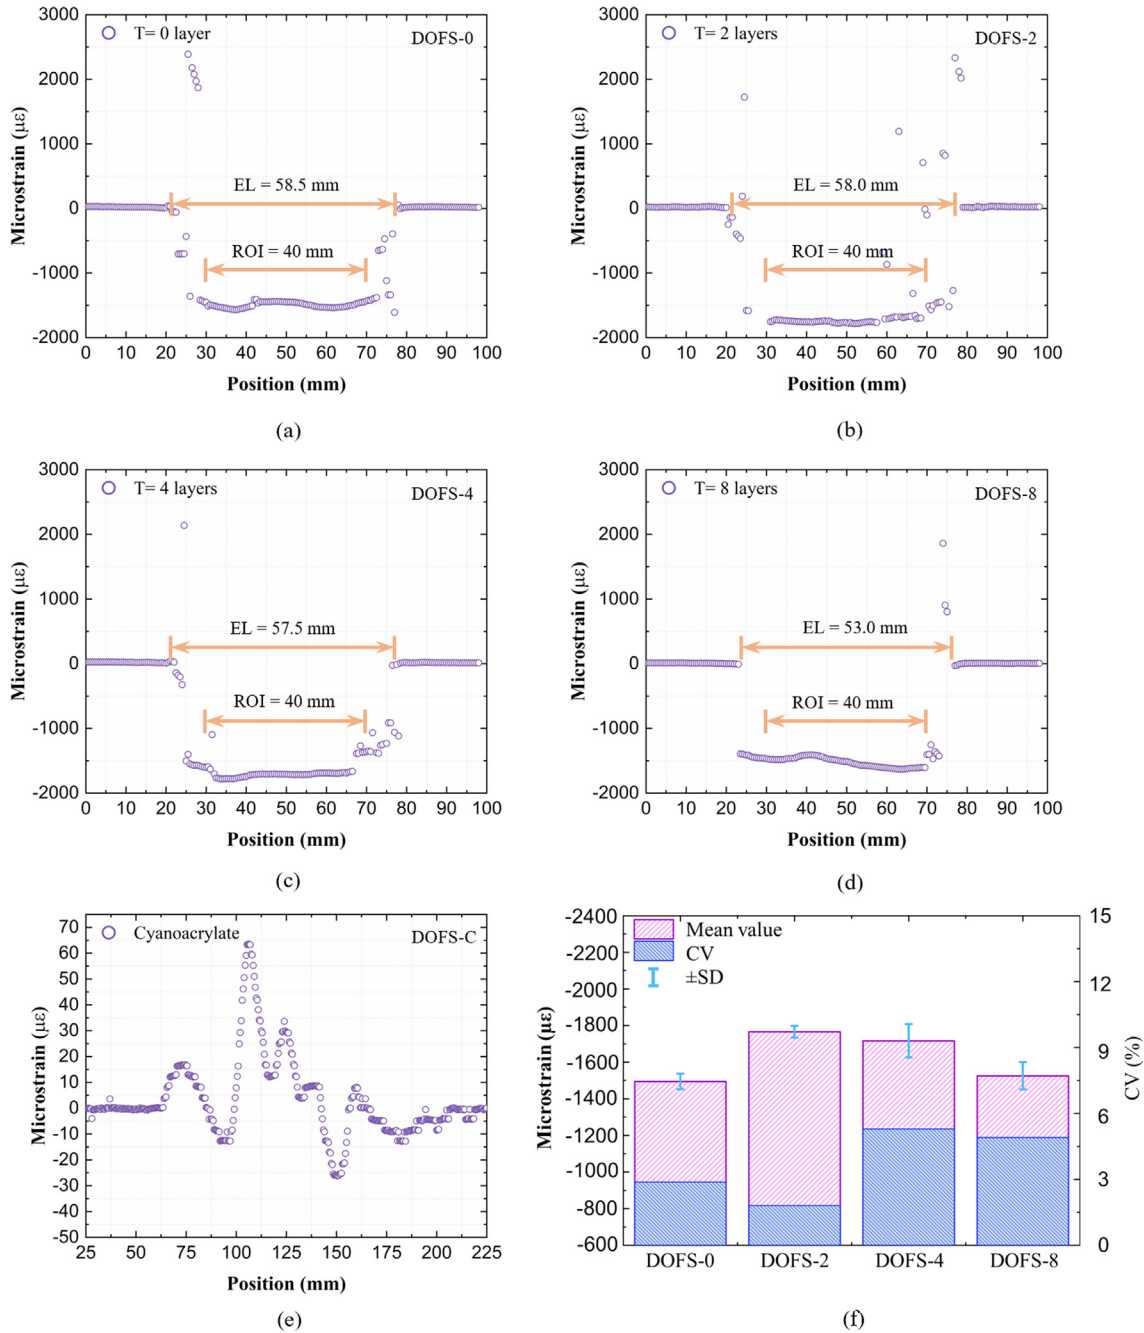 T= 0 layer
DOFS-0
3000
2000
1000
0
-1000
-2000
Microstrain (με)
EL = 58.5 mm
ROI = 40 mm
0 10 20 30 40 50 60 70 80 90 100
Position (mm)
(a)
T= 2 layers
DOFS-2
3000
2000
1000
0
-1000
-2000
Microstrain (με)
EL = 58.0 mm
ROI = 40 mm
0 10 20 30 40 50 60 70 80 90 100
Position (mm)
(b)
T= 4 layers
DOFS-4
3000
2000
1000
0
-1000
-2000
Microstrain (με)
EL = 57.5 mm
ROI = 40 mm
0 10 20 30 40 50 60 70 80 90 100
Position (mm)
(c)
T= 8 layers
DOFS-8
3000
2000
1000
0
-1000
-2000
Microstrain (με)
EL = 53.0 mm
ROI = 40 mm
0 10 20 30 40 50 60 70 80 90 100
Position (mm)
(d)
Cyanoacrylate
DOFS-C
70
60
50
40
30
20
10
0
-10
-20
-30
-40
-50
Microstrain (με)
25 50 75 100 125 150 175 200 225
Position (mm)
(e)
Mean value
CV
±SD
-2400
-2200
-2000
-1800
-1600
-1400
-1200
-1000
-800
-600
Microstrain (με)
15
12
9
6
3
0
CV (%)
DOFS-0 DOFS-2 DOFS-4 DOFS-8
(f)